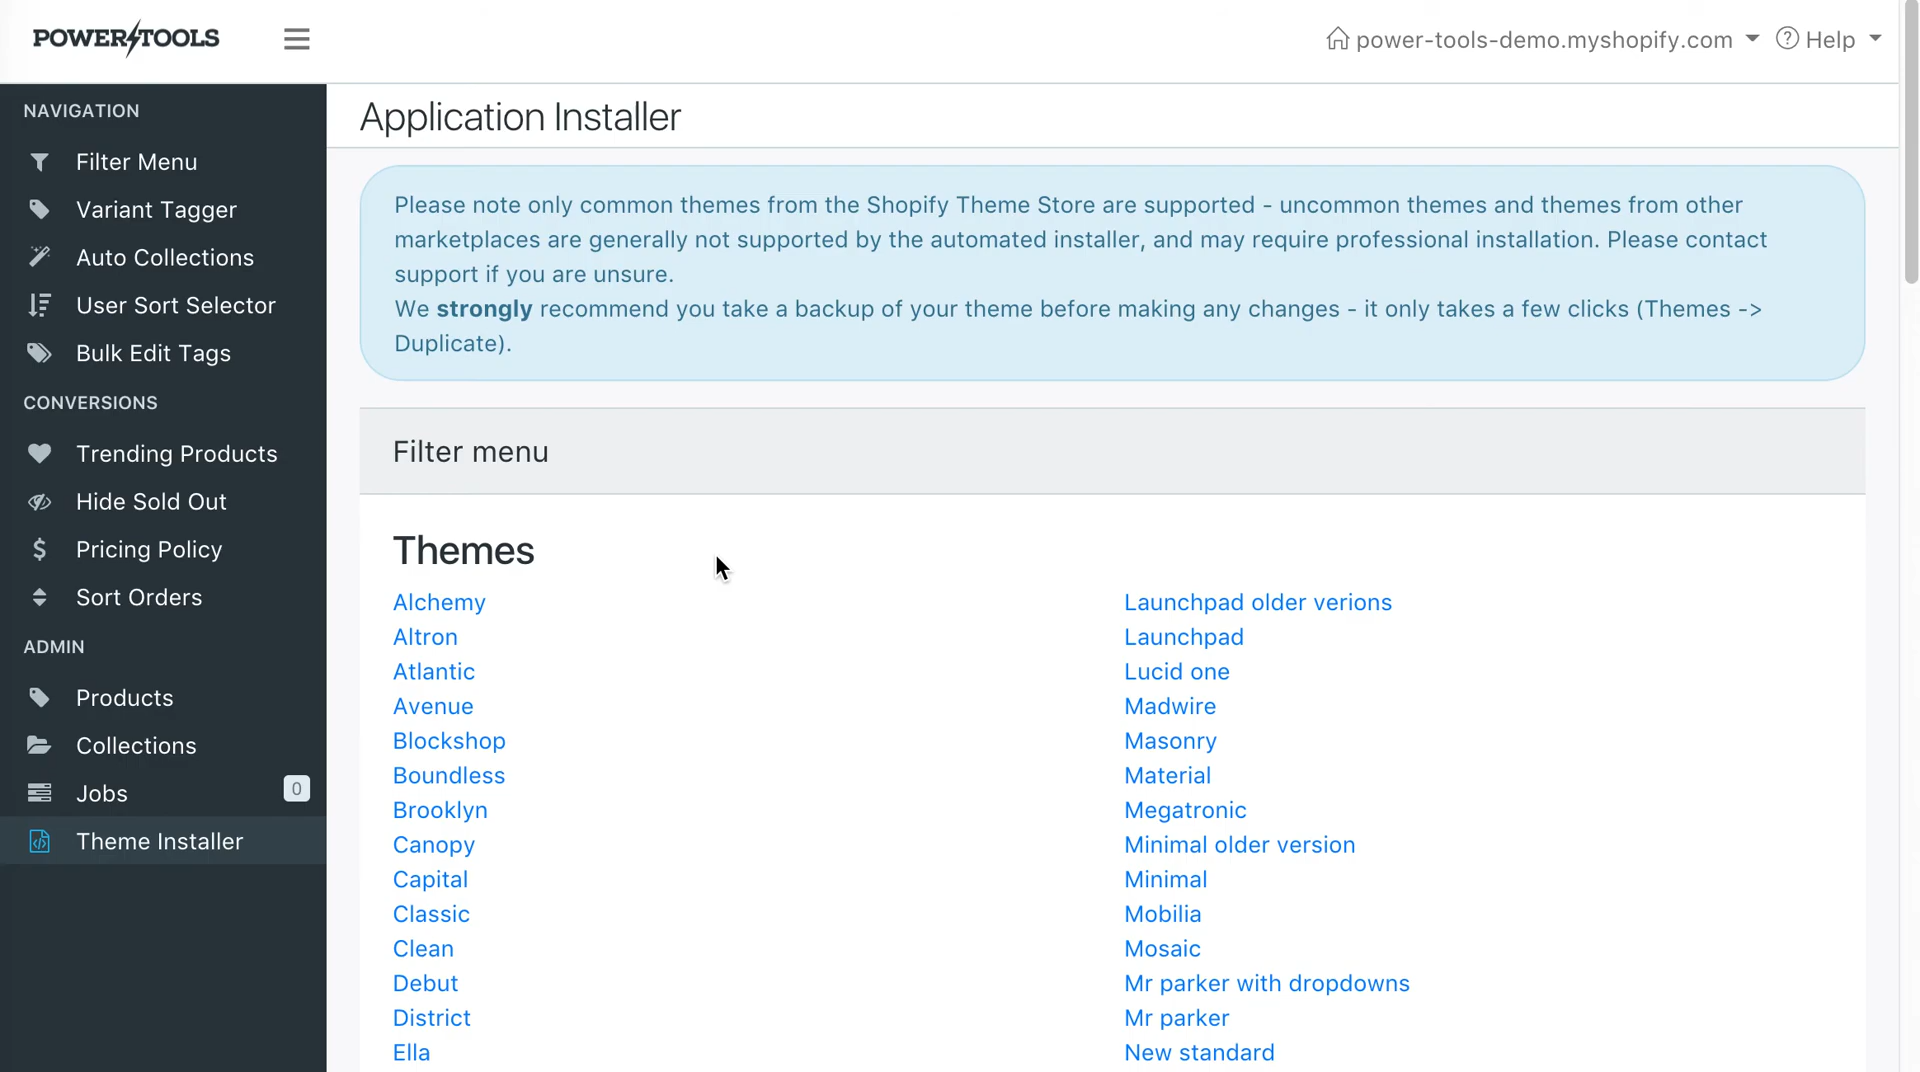 POWER TOOLS
power-tools-demo.myshopify.com
Help
NAVIGATION
Filter Menu
Variant Tagger
Auto Collections
User Sort Selector
Bulk Edit Tags
CONVERSIONS
Trending Products
Hide Sold Out
Pricing Policy
Sort Orders
ADMIN
Products
Collections
Jobs
0
Theme Installer
Application Installer
Please note only common themes from the Shopify Theme Store are supported - uncommon themes and themes from other
marketplaces are generally not supported by the automated installer, and may require professional installation. Please contact
support if you are unsure.
We strongly recommend you take a backup of your theme before making any changes - it only takes a few clicks (Themes ->
Duplicate).
Filter menu
Themes
Alchemy
Altron
Atlantic
Avenue
Blockshop
Boundless
Brooklyn
Canopy
Capital
Classic
Clean
Debut
District
Ella
Launchpad older verions
Launchpad
Lucid one
Madwire
Masonry
Material
Megatronic
Minimal older version
Minimal
Mobilia
Mosaic
Mr parker with dropdowns
Mr parker
New standard